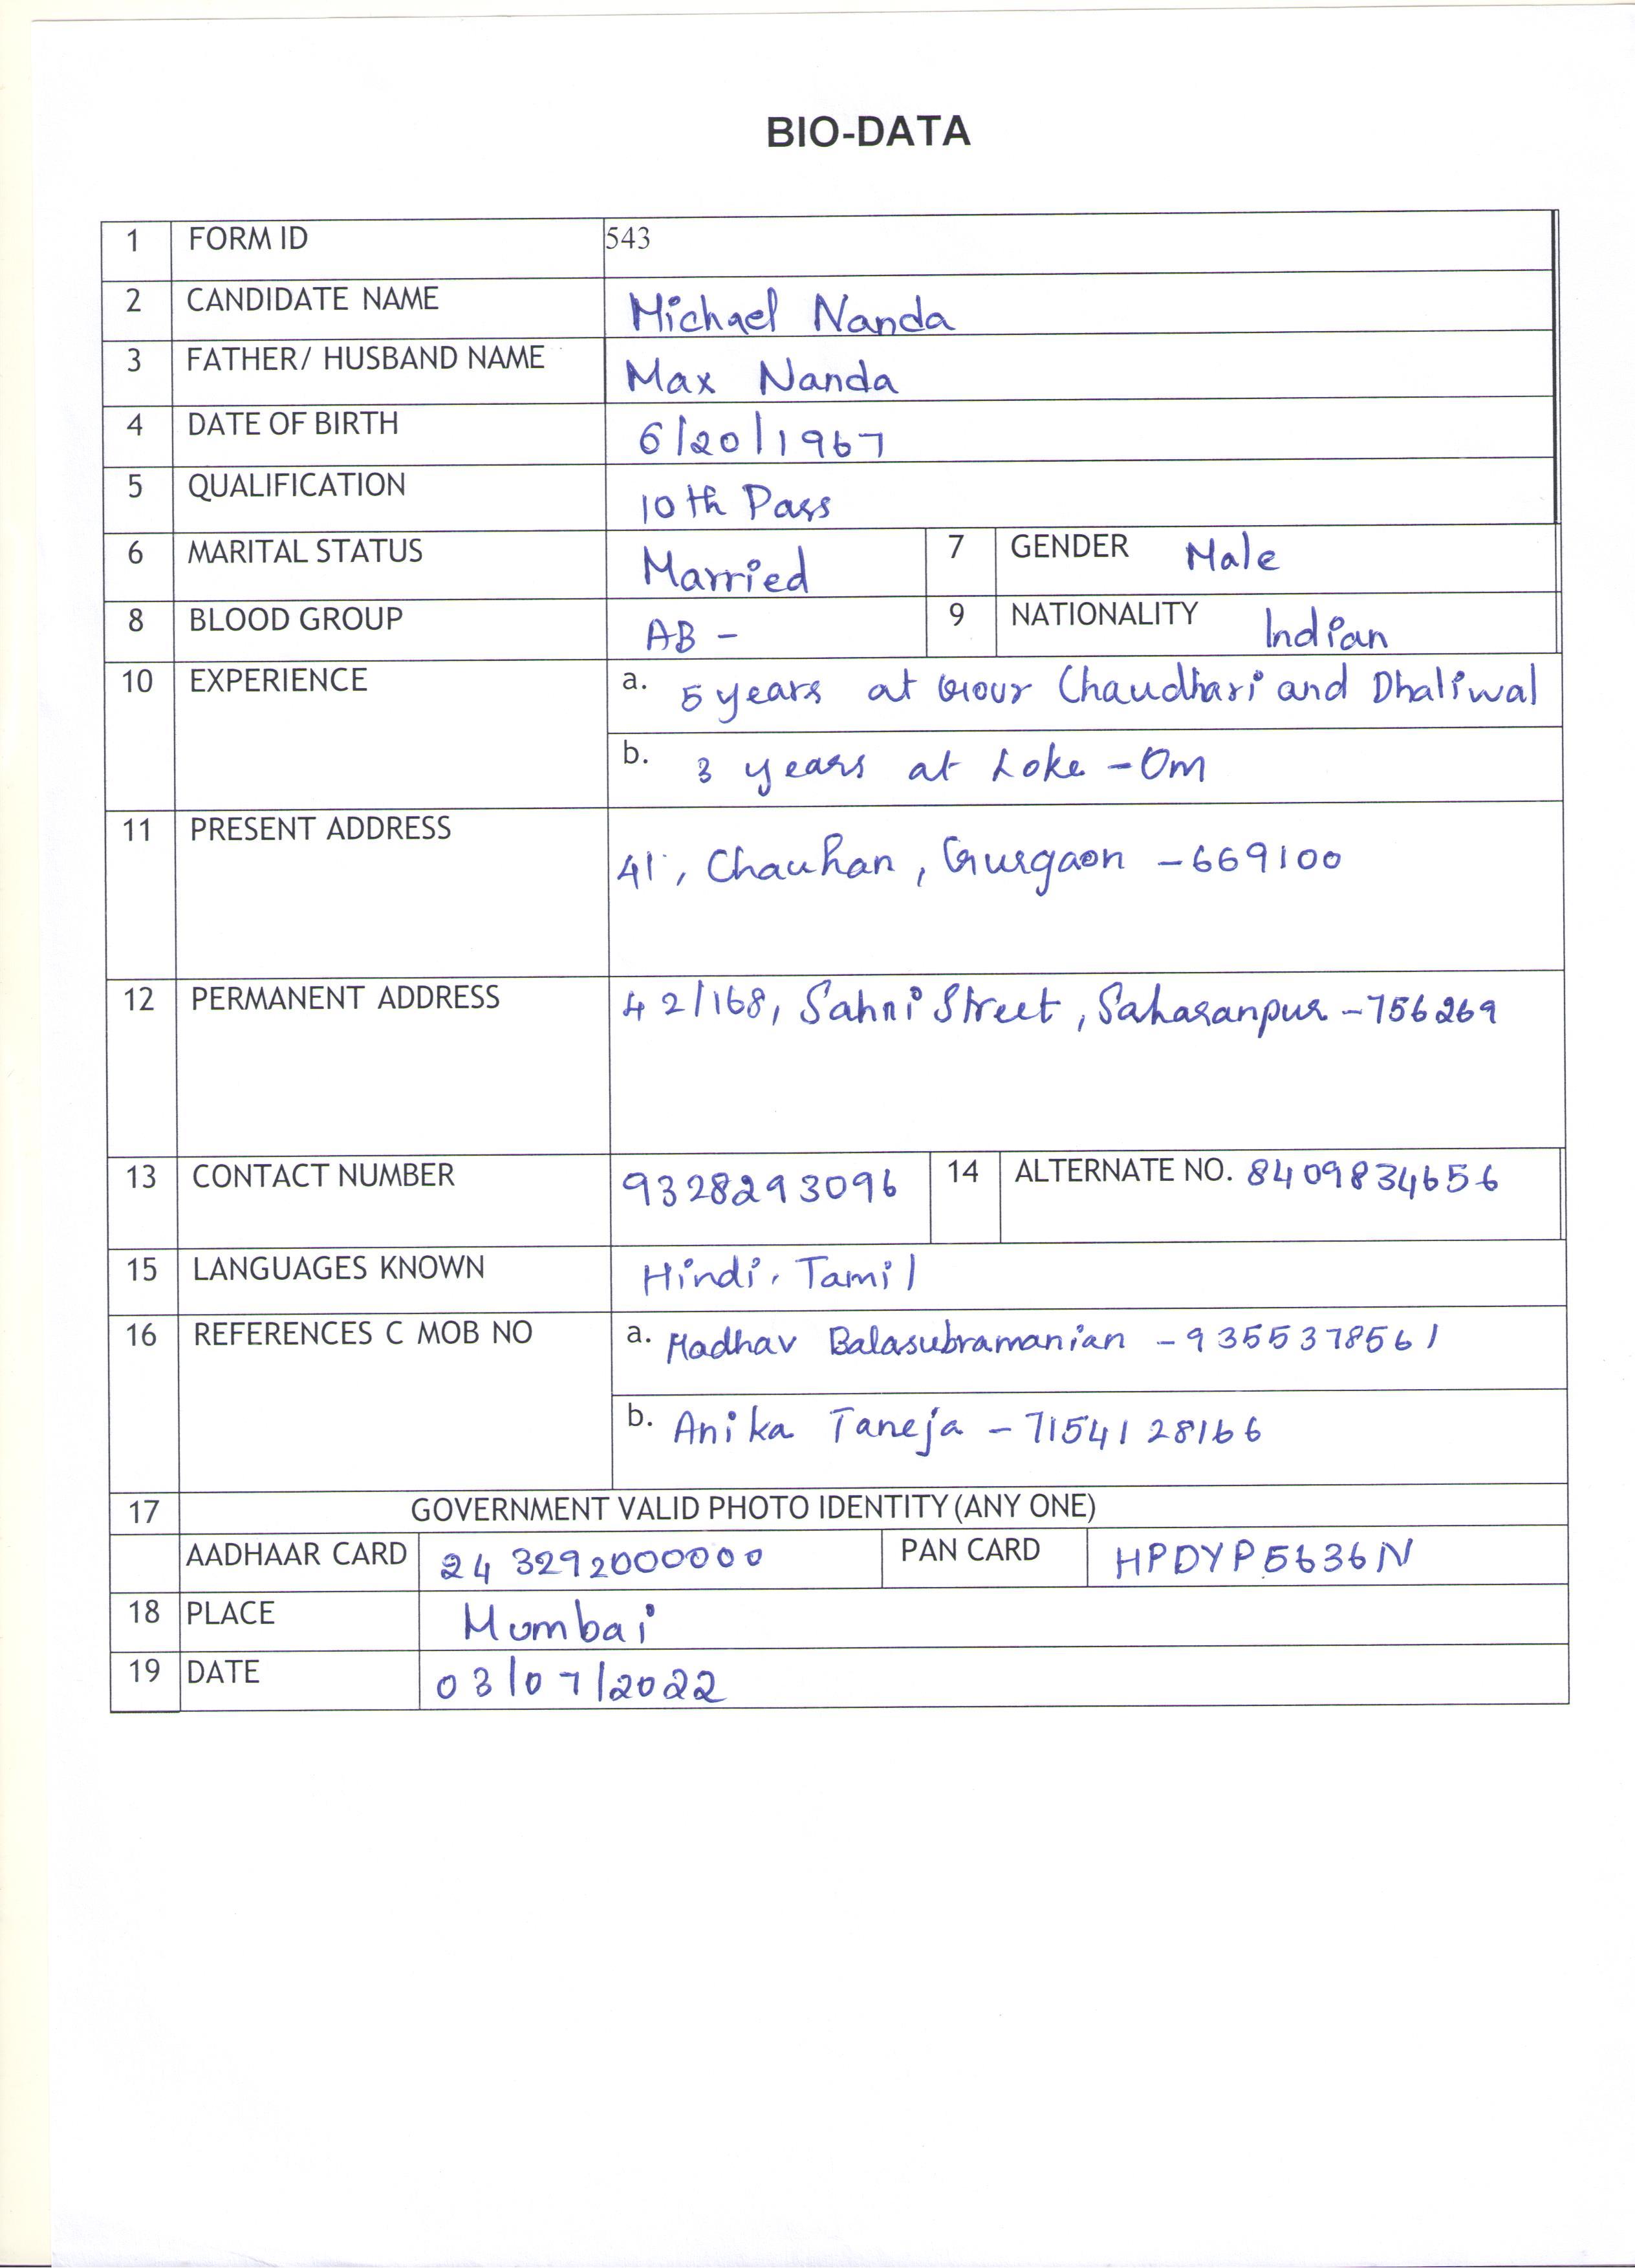 BIO-DATA
1 FORM ID 543
2 CANDIDATE NAME Michael Nanda
3 FATHER/ HUSBAND NAME Max Nanda
4 DATE OF BIRTH 6/20/1967
5 QUALIFICATION 10th Pass
6 MARITAL STATUS Married 7 GENDER Male
8 BLOOD GROUP AB - 9 NATIONALITY Indian
10 EXPERIENCE a. 5 years at Gour Chaudhari and Dhaliwal
b. 3 years at Loke - Om
11 PRESENT ADDRESS 41, Chauhan, Gurgaon - 669100
12 PERMANENT ADDRESS 42/168, Sahni Street, Saharanpur - 756269
13 CONTACT NUMBER 9328293096 14 ALTERNATE NO. 8409834656
15 LANGUAGES KNOWN Hindi, Tamil
16 REFERENCES C MOB NO a. Madhav Balasubramanian - 9355378561
b. Anika Taneja - 7154128166
17 GOVERNMENT VALID PHOTO IDENTITY (ANY ONE)
AADHAAR CARD 243292000000 PAN CARD HPDYP5636N
18 PLACE Mumbai
19 DATE 03/07/2022